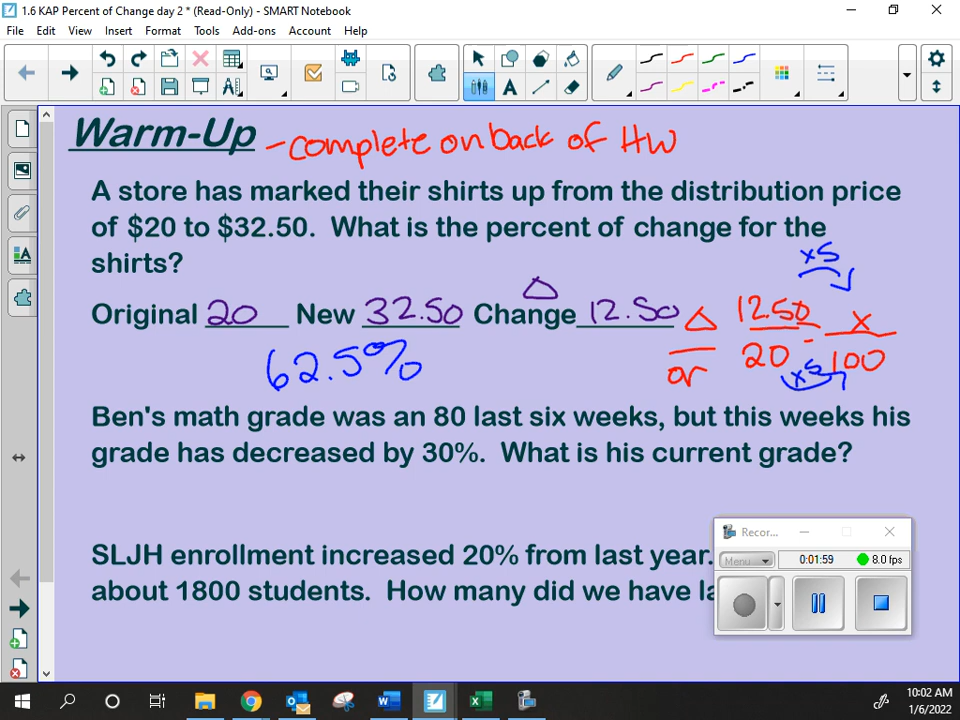 1.6 KAP Percent of Change day 2 * (Read-Only) - SMART Notebook
File Edit View Insert Format Tools Add-ons Account Help
Warm-Up - complete on back of HW
A store has marked their shirts up from the distribution price
of $20 to $32.50. What is the percent of change for the
shirts?
x5
Original 20 New 32.50 Change 12.50 Δ 12.50 = x
Δ
or 20 100
x5
62.5%
Ben's math grade was an 80 last six weeks, but this weeks his
grade has decreased by 30%. What is his current grade?
SLJH enrollment increased 20% from last year.
about 1800 students. How many did we have la
Recor...
Menu 0:01:59 8.0 fps
10:02 AM
1/6/2022